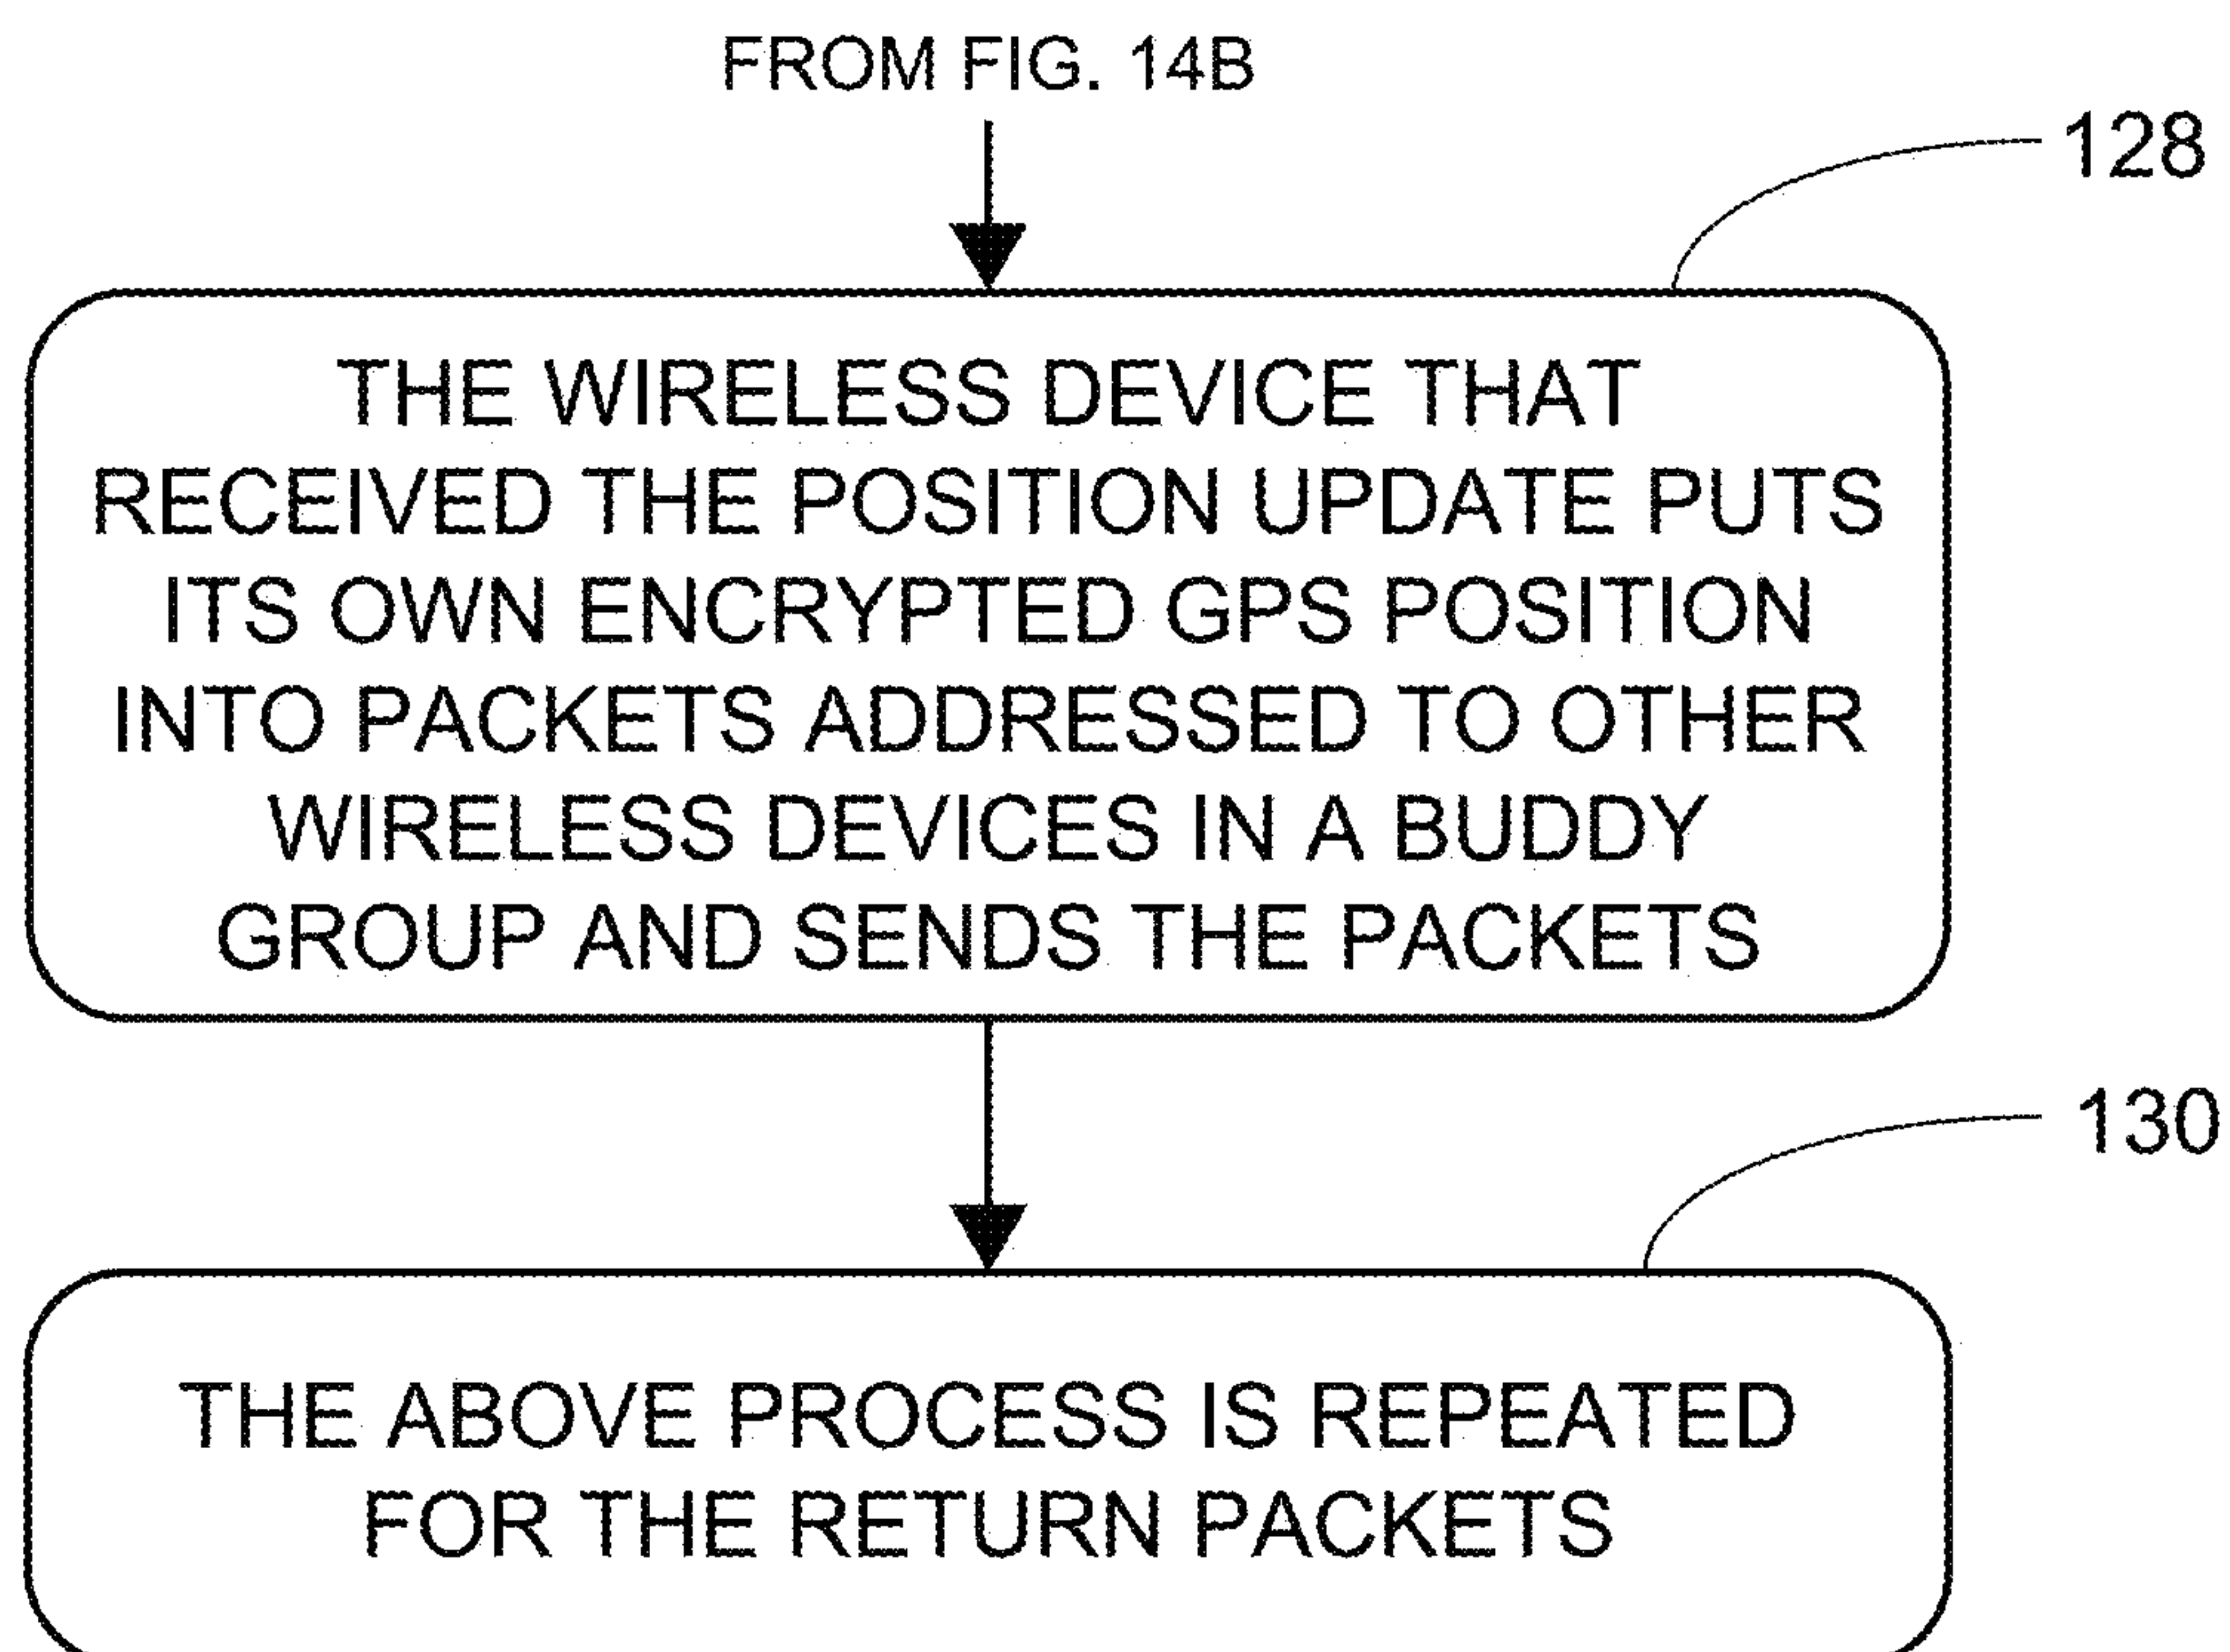 FROM FIG. 14B
128
THE WIRELESS DEVICE THAT
RECEIVED THE POSITION UPDATE PUTS
ITS OWN ENCRYPTED GPS POSITION
INTO PACKETS ADDRESSED TO OTHER
WIRELESS DEVICES IN A BUDDY
GROUP AND SENDS THE PACKETS
130
THE ABOVE PROCESS IS REPEATED
FOR THE RETURN PACKETS